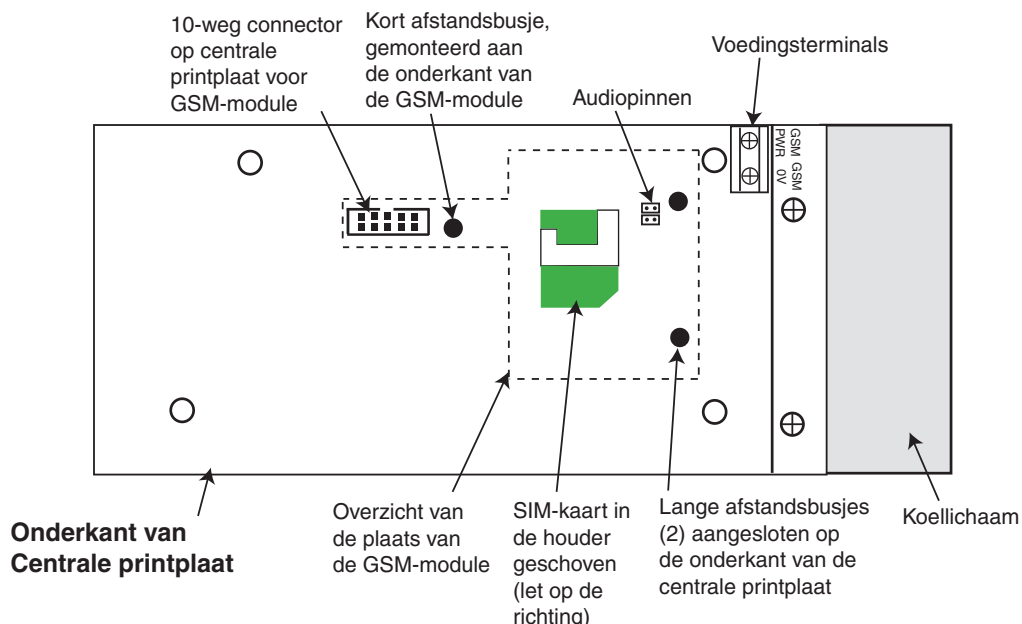 10-weg connector
op centrale
printplaat voor
GSM-module
Kort afstandsbusje,
gemonteerd aan
de onderkant van
de GSM-module
Audiopinnen
Voedingsterminals
GSM GSM
PWR 0V
Onderkant van
Centrale printplaat
Overzicht van
de plaats van
de GSM-module
SIM-kaart in
de houder
geschoven
(let op de
richting)
Lange afstandsbusjes
(2) aangesloten op
de onderkant van de
centrale printplaat
Koellichaam